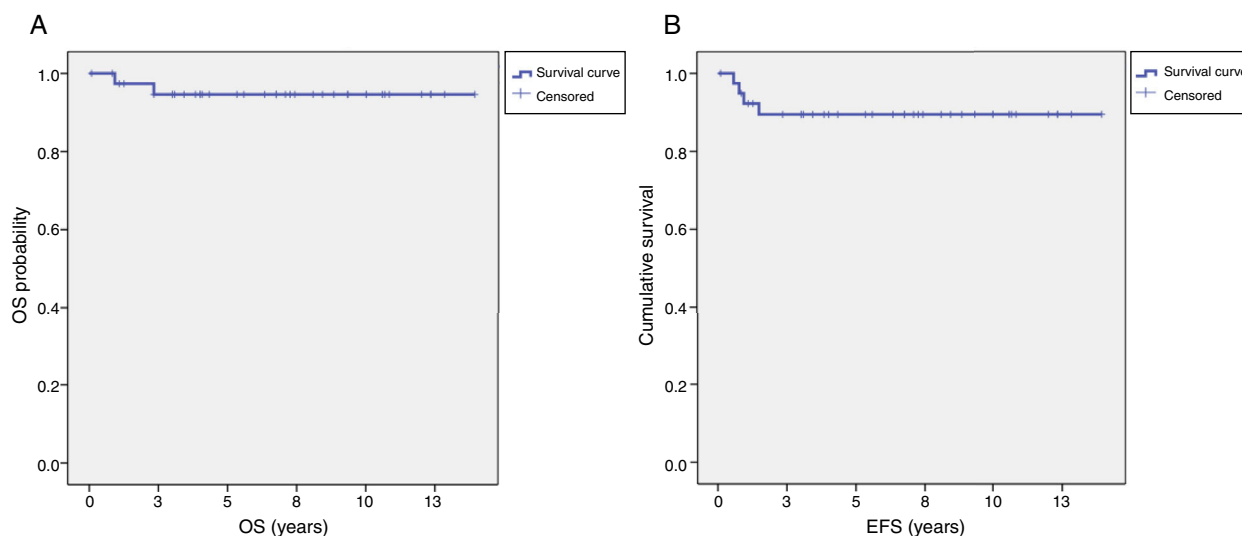 A
OS probability
1.0
0.8
0.6
0.4
0.2
0.0
0 3 5 8 10 13
OS (years)
Survival curve
Censored
B
Cumulative survival
1.0
0.8
0.6
0.4
0.2
0.0
0 3 5 8 10 13
EFS (years)
Survival curve
Censored